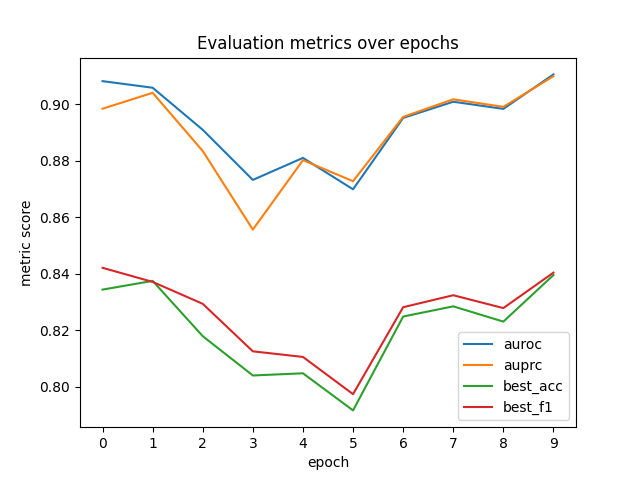 Evaluation metrics over epochs
metric score
0.90
0.88
0.86
0.84
0.82
0.80
0 1 2 3 4 5 6 7 8 9
epoch
auroc
auprc
best_acc
best_f1